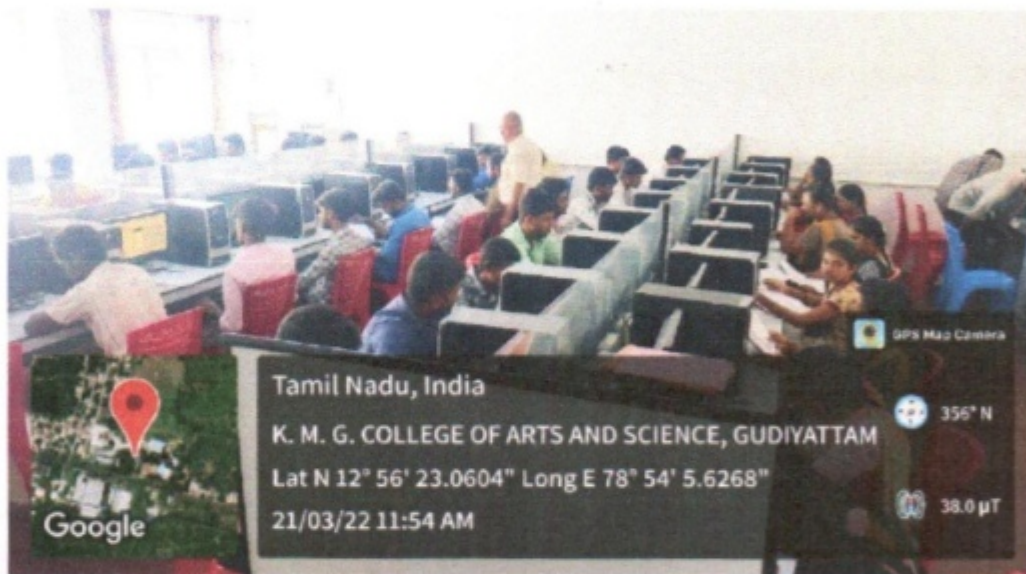 GPS Map Camera
Tamil Nadu, India
K. M. G. COLLEGE OF ARTS AND SCIENCE, GUDIYATTAM
Lat N 12° 56' 23.0604" Long E 78° 54' 5.6268"
21/03/22 11:54 AM
356° N
38.0 µT
Google